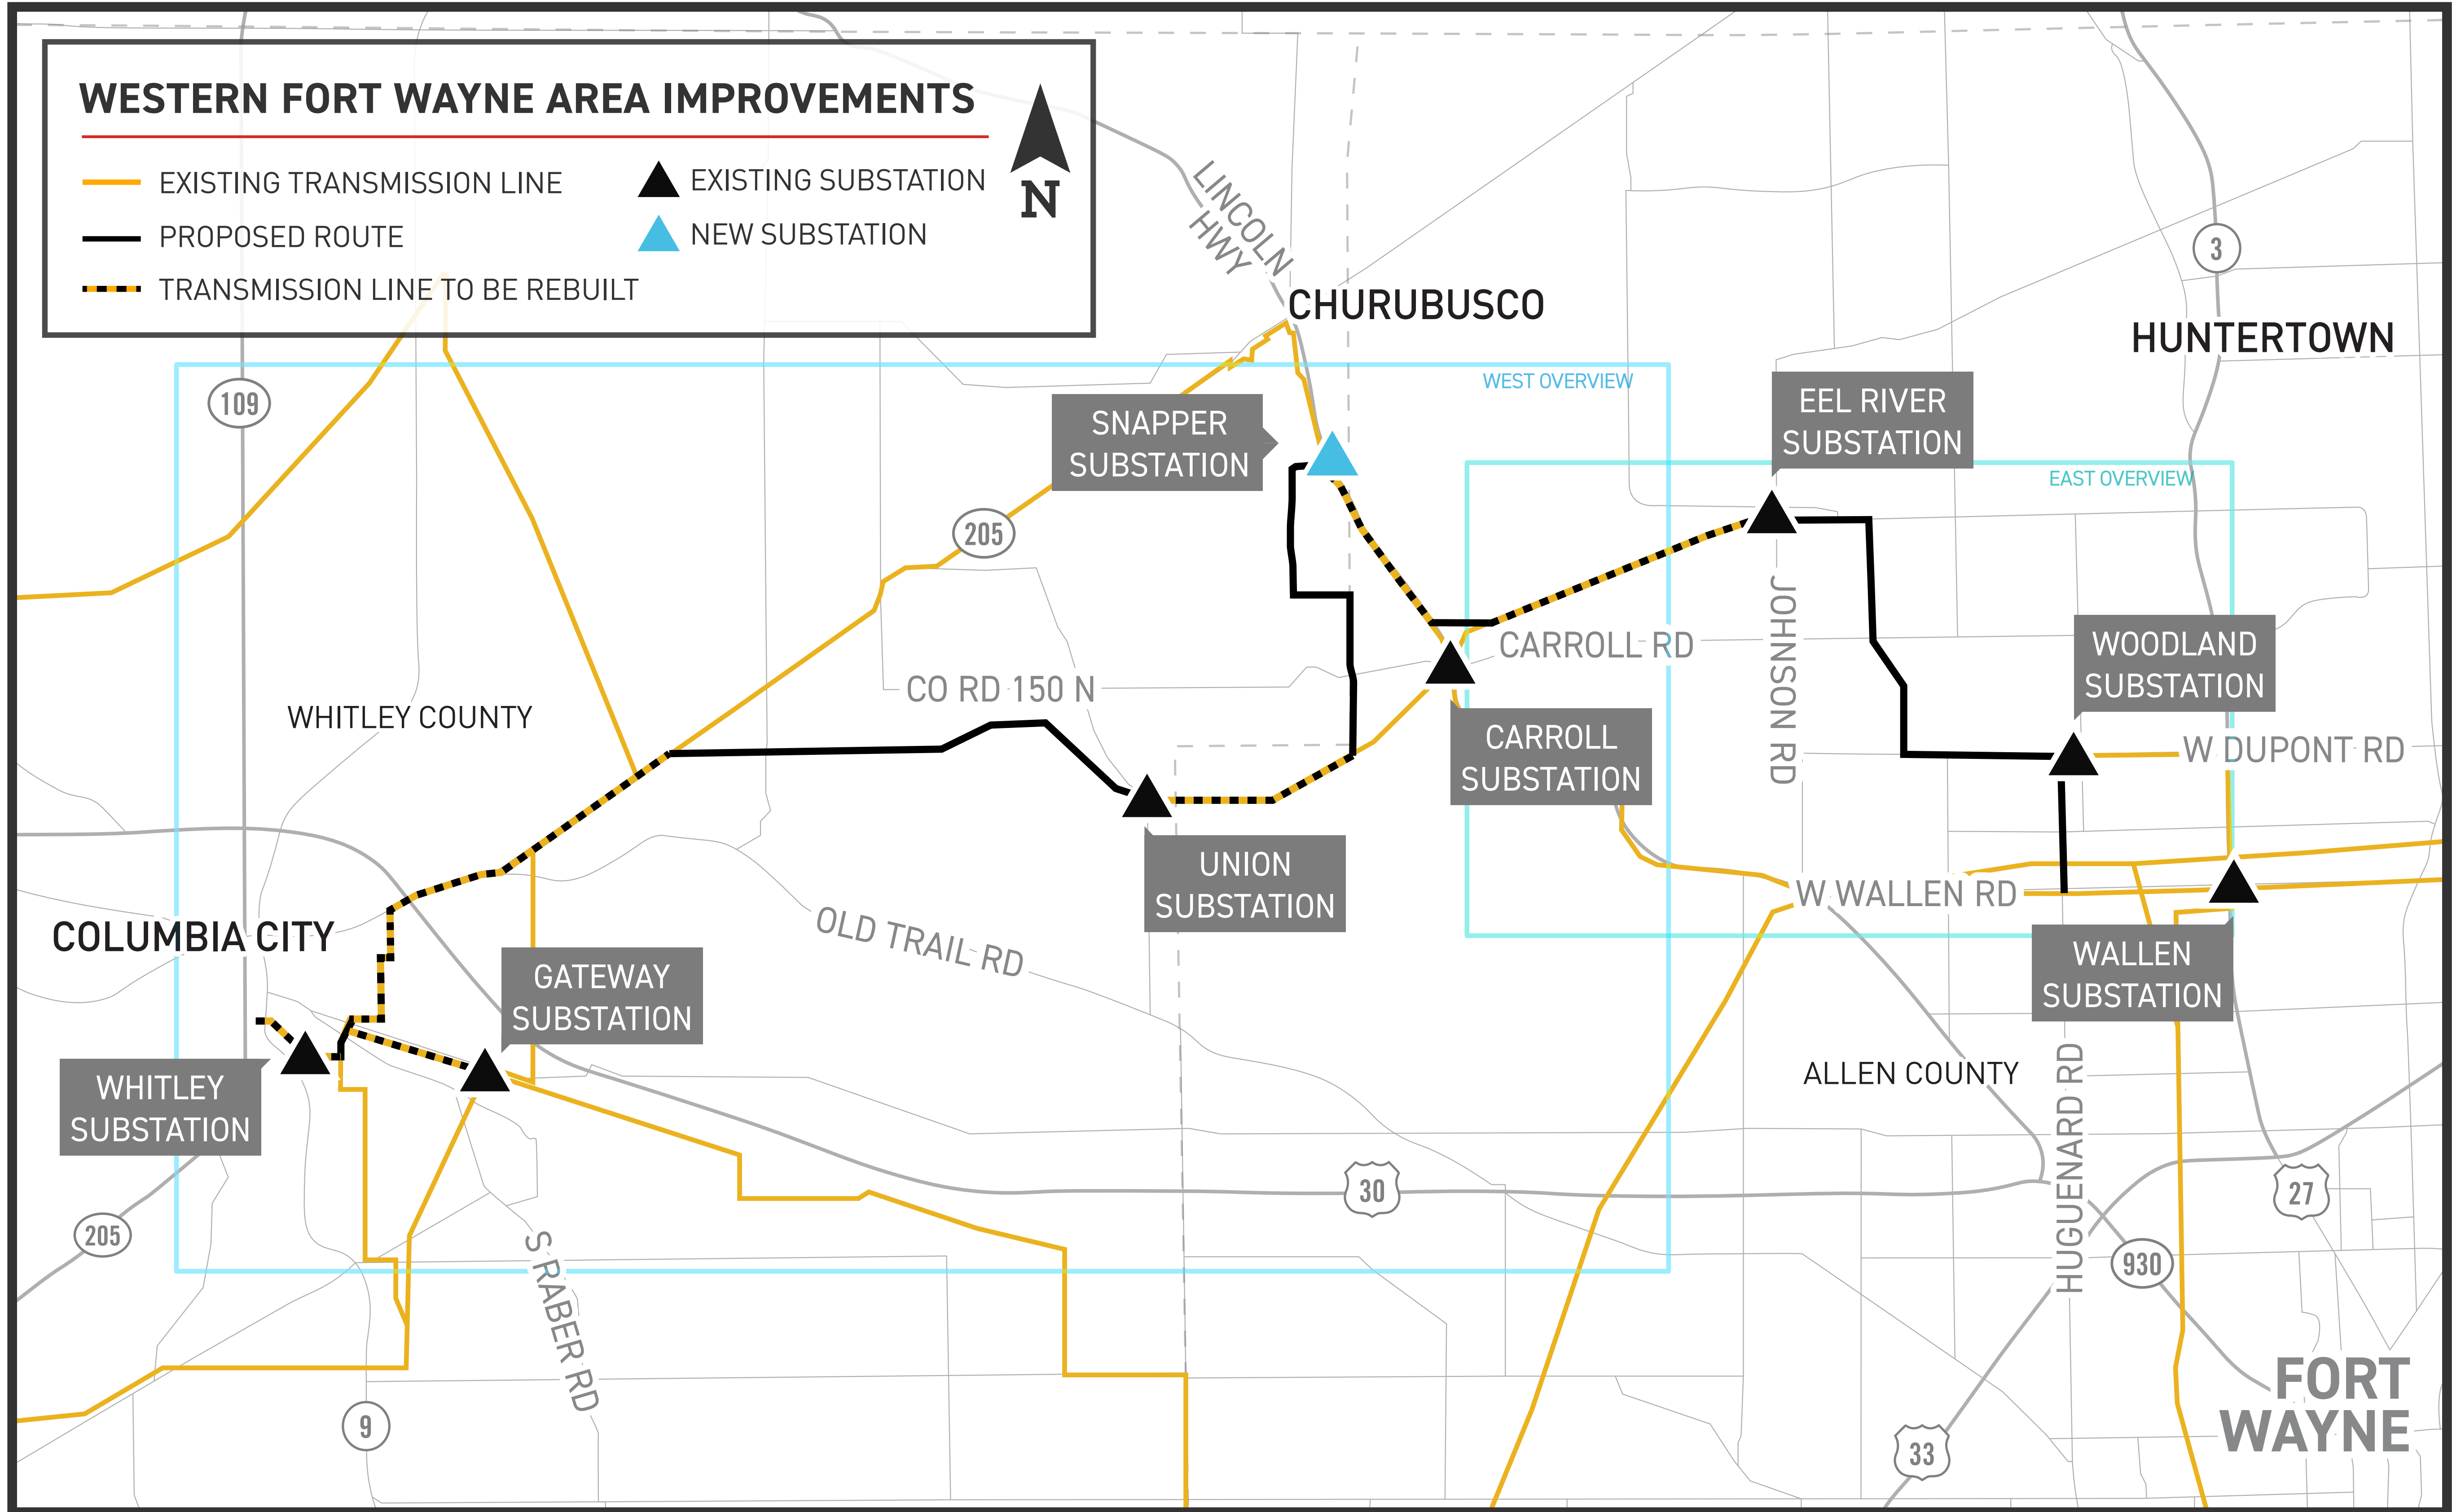 WESTERN FORT WAYNE AREA IMPROVEMENTS
EXISTING TRANSMISSION LINE
PROPOSED ROUTE
TRANSMISSION LINE TO BE REBUILT
EXISTING SUBSTATION
NEW SUBSTATION
N
LINCOLN
HWY
CHURUBUSCO
HUNTERTOWN
3
109
WEST OVERVIEW
SNAPPER
SUBSTATION
EEL RIVER
SUBSTATION
EAST OVERVIEW
205
JOHNSON RD
CARROLL RD
WOODLAND
SUBSTATION
CO RD 150 N
WHITLEY COUNTY
CARROLL
SUBSTATION
W DUPONT RD
UNION
SUBSTATION
W WALLEN RD
COLUMBIA CITY
OLD TRAIL RD
GATEWAY
SUBSTATION
WALLEN
SUBSTATION
WHITLEY
SUBSTATION
ALLEN COUNTY
HUGUENARD RD
30
27
205
S RABER RD
930
9
33
FORT
WAYNE